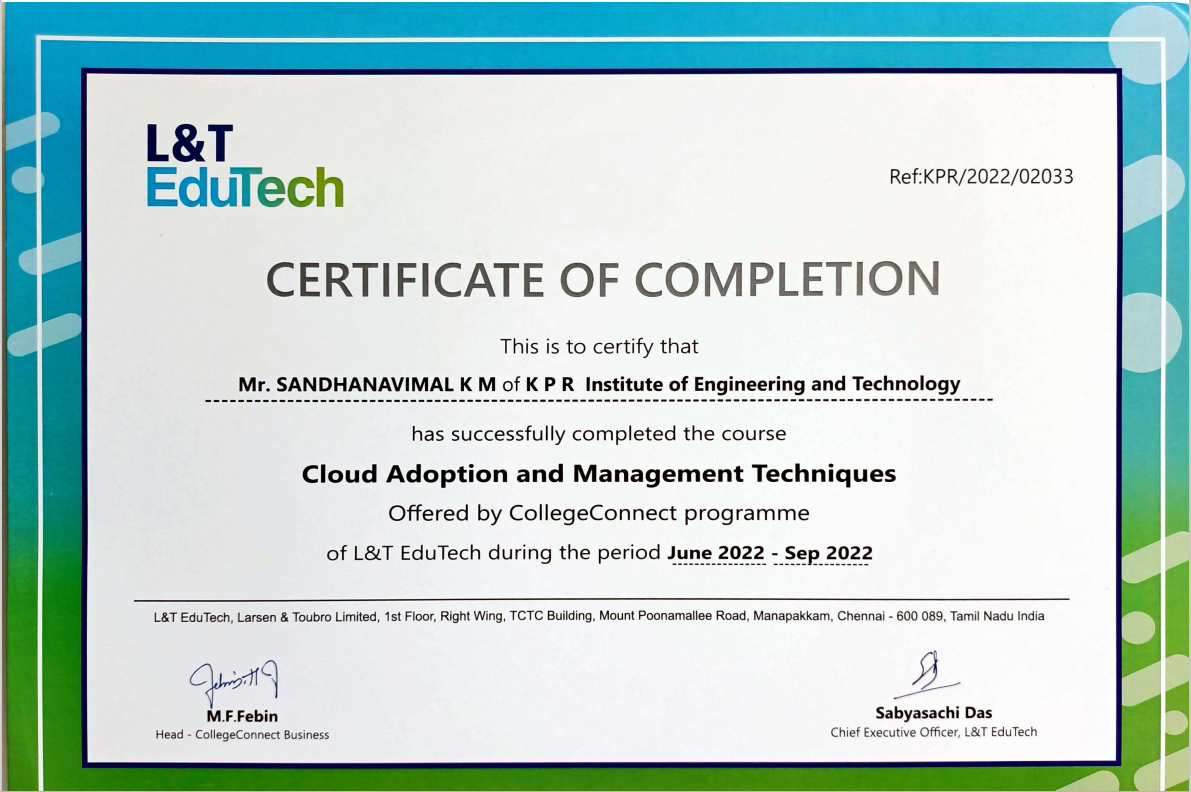 L&T
EduTech
Ref:KPR/2022/02033
CERTIFICATE OF COMPLETION
This is to certify that
Mr. SANDHANAVIMAL K M of K P R Institute of Engineering and Technology
has successfully completed the course
Cloud Adoption and Management Techniques
Offered by CollegeConnect programme
of L&T EduTech during the period June 2022 - Sep 2022
L&T EduTech, Larsen & Toubro Limited, 1st Floor, Right Wing, TCTC Building, Mount Poonamallee Road, Manapakkam, Chennai - 600 089, Tamil Nadu India
M.F.Febin
Head - CollegeConnect Business
Sabyasachi Das
Chief Executive Officer, L&T EduTech